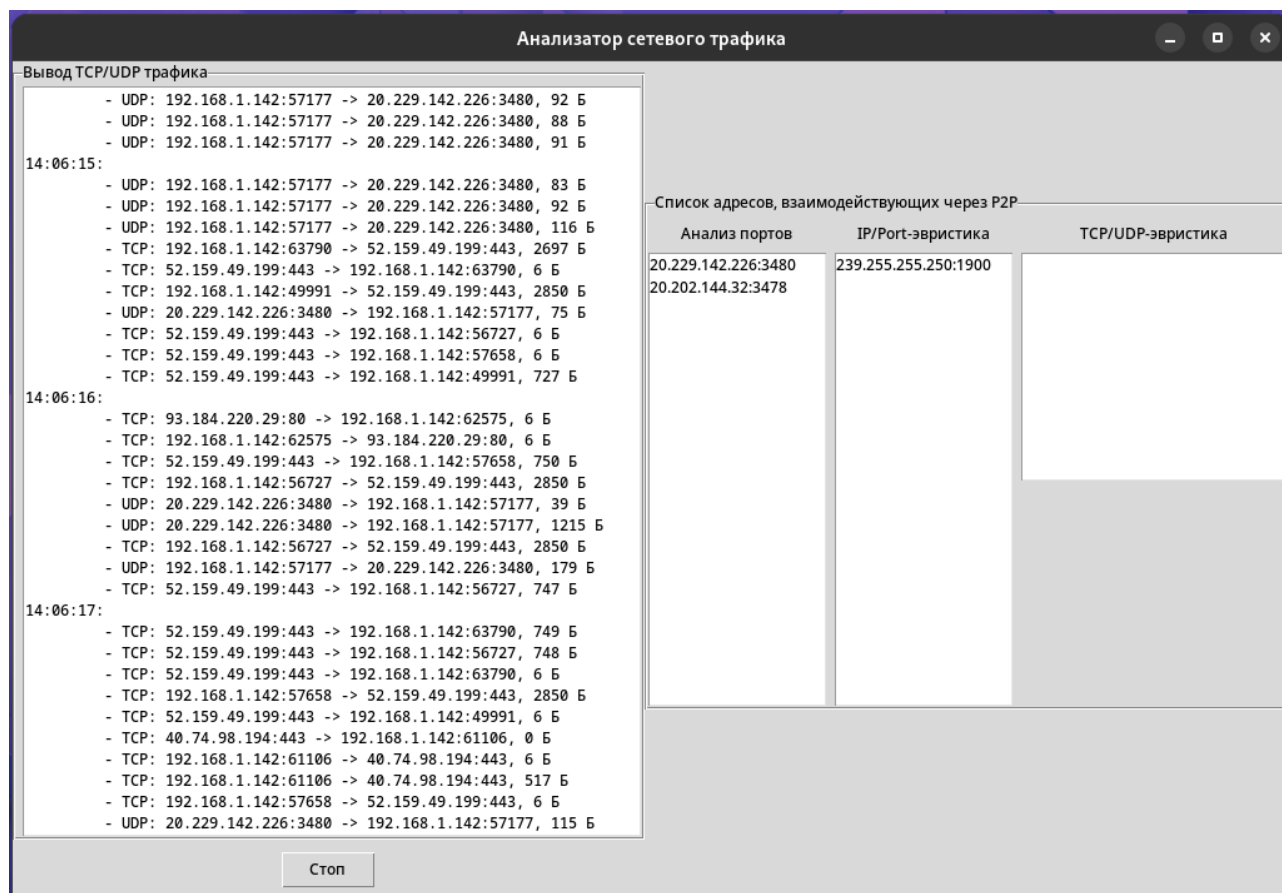 Анализатор сетевого трафика
Вывод TCP/UDP трафика
- UDP: 192.168.1.142:57177 -> 20.229.142.226:3480, 92 Б
- UDP: 192.168.1.142:57177 -> 20.229.142.226:3480, 88 Б
- UDP: 192.168.1.142:57177 -> 20.229.142.226:3480, 91 Б
14:06:15:
- UDP: 192.168.1.142:57177 -> 20.229.142.226:3480, 83 Б
- UDP: 192.168.1.142:57177 -> 20.229.142.226:3480, 92 Б
- UDP: 192.168.1.142:57177 -> 20.229.142.226:3480, 116 Б
- TCP: 192.168.1.142:63790 -> 52.159.49.199:443, 2697 Б
- TCP: 52.159.49.199:443 -> 192.168.1.142:63790, 6 Б
- TCP: 192.168.1.142:49991 -> 52.159.49.199:443, 2850 Б
- UDP: 20.229.142.226:3480 -> 192.168.1.142:57177, 75 Б
- TCP: 52.159.49.199:443 -> 192.168.1.142:56727, 6 Б
- TCP: 52.159.49.199:443 -> 192.168.1.142:57658, 6 Б
- TCP: 52.159.49.199:443 -> 192.168.1.142:49991, 727 Б
14:06:16:
- TCP: 93.184.220.29:80 -> 192.168.1.142:62575, 6 Б
- TCP: 192.168.1.142:62575 -> 93.184.220.29:80, 6 Б
- TCP: 52.159.49.199:443 -> 192.168.1.142:57658, 750 Б
- TCP: 192.168.1.142:56727 -> 52.159.49.199:443, 2850 Б
- UDP: 20.229.142.226:3480 -> 192.168.1.142:57177, 39 Б
- UDP: 20.229.142.226:3480 -> 192.168.1.142:57177, 1215 Б
- TCP: 192.168.1.142:56727 -> 52.159.49.199:443, 2850 Б
- UDP: 192.168.1.142:57177 -> 20.229.142.226:3480, 179 Б
- TCP: 52.159.49.199:443 -> 192.168.1.142:56727, 747 Б
14:06:17:
- TCP: 52.159.49.199:443 -> 192.168.1.142:63790, 749 Б
- TCP: 52.159.49.199:443 -> 192.168.1.142:56727, 748 Б
- TCP: 52.159.49.199:443 -> 192.168.1.142:63790, 6 Б
- TCP: 192.168.1.142:57658 -> 52.159.49.199:443, 2850 Б
- TCP: 52.159.49.199:443 -> 192.168.1.142:49991, 6 Б
- TCP: 40.74.98.194:443 -> 192.168.1.142:61106, 0 Б
- TCP: 192.168.1.142:61106 -> 40.74.98.194:443, 6 Б
- TCP: 192.168.1.142:61106 -> 40.74.98.194:443, 517 Б
- TCP: 192.168.1.142:57658 -> 52.159.49.199:443, 6 Б
- UDP: 20.229.142.226:3480 -> 192.168.1.142:57177, 115 Б
Стоп
Список адресов, взаимодействующих через P2P
Анализ портов
20.229.142.226:3480
20.202.144.32:3478
IP/Port-эвристика
239.255.255.250:1900
TCP/UDP-эвристика